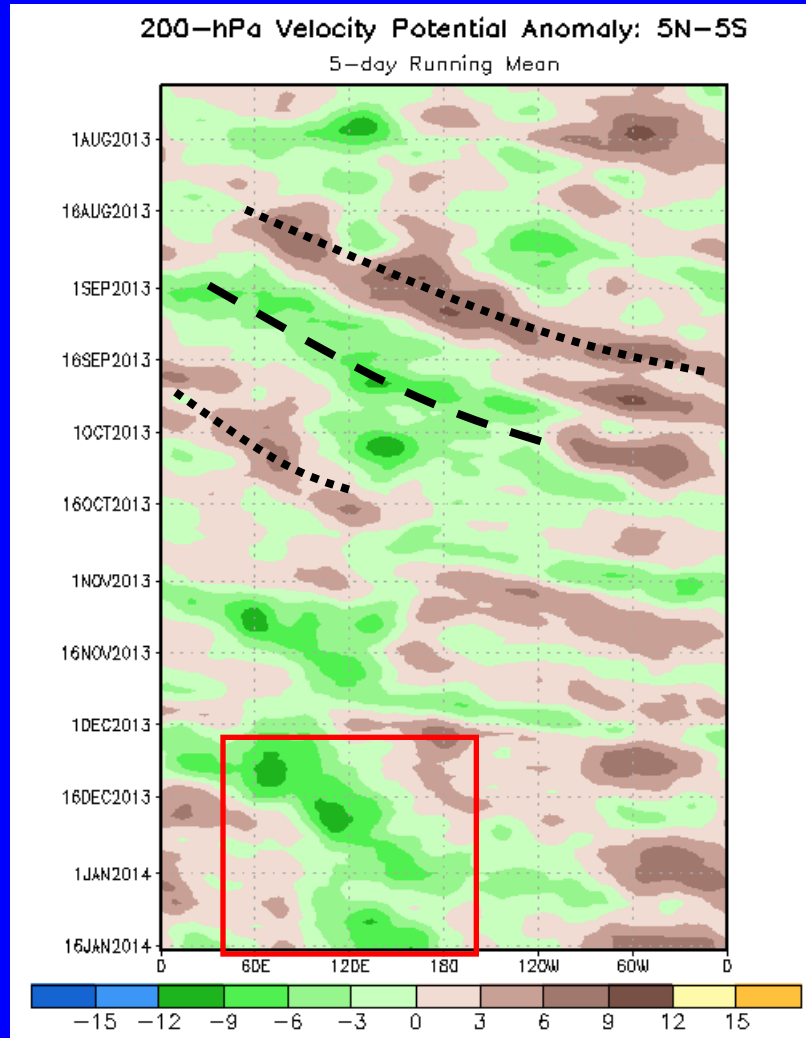 200-hPa Velocity Potential Anomaly: 5N-5S
5-day Running Mean
1AUG2013
16AUG2013
1SEP2013
16SEP2013
1OCT2013
16OCT2013
1NOV2013
16NOV2013
1DEC2013
16DEC2013
1JAN2014
16JAN2014
0 60E 120E 180 120W 60W 0
-15 -12 -9 -6 -3 0 3 6 9 12 15